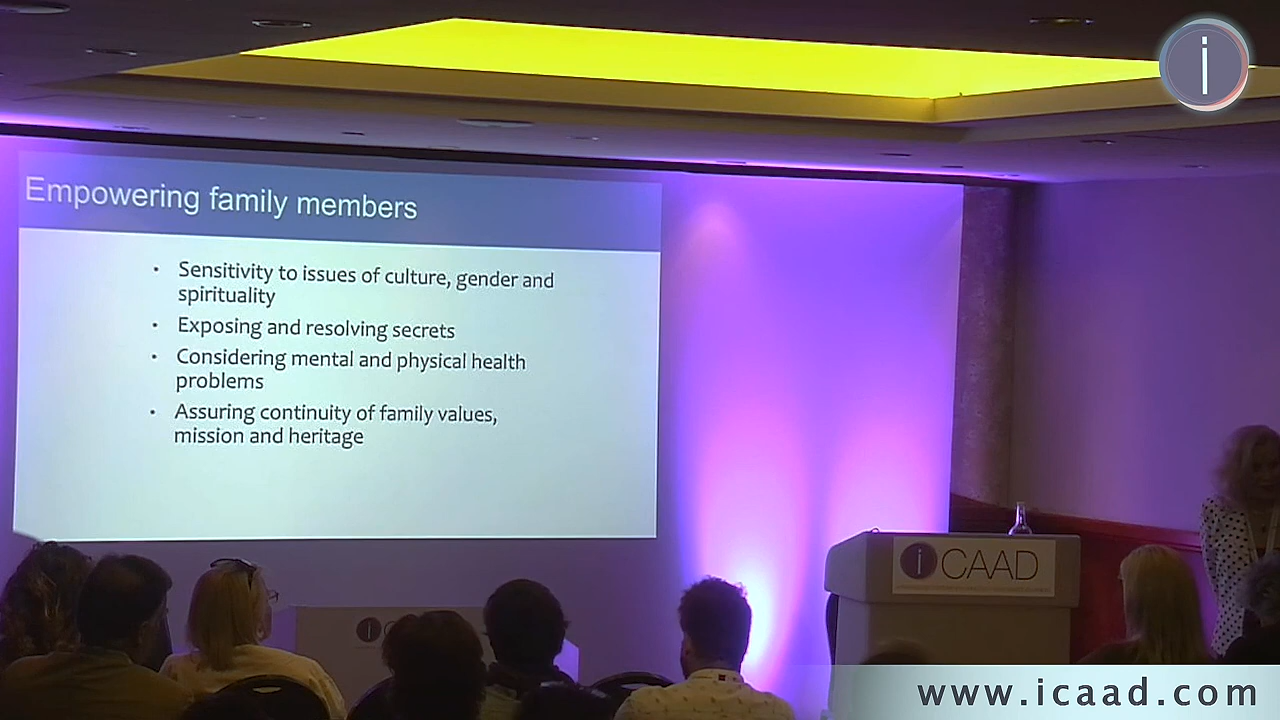 i
Empowering family members
• Sensitivity to issues of culture, gender and
spirituality
• Exposing and resolving secrets
• Considering mental and physical health
problems
• Assuring continuity of family values,
mission and heritage
iCAAD
i
www.icaad.com